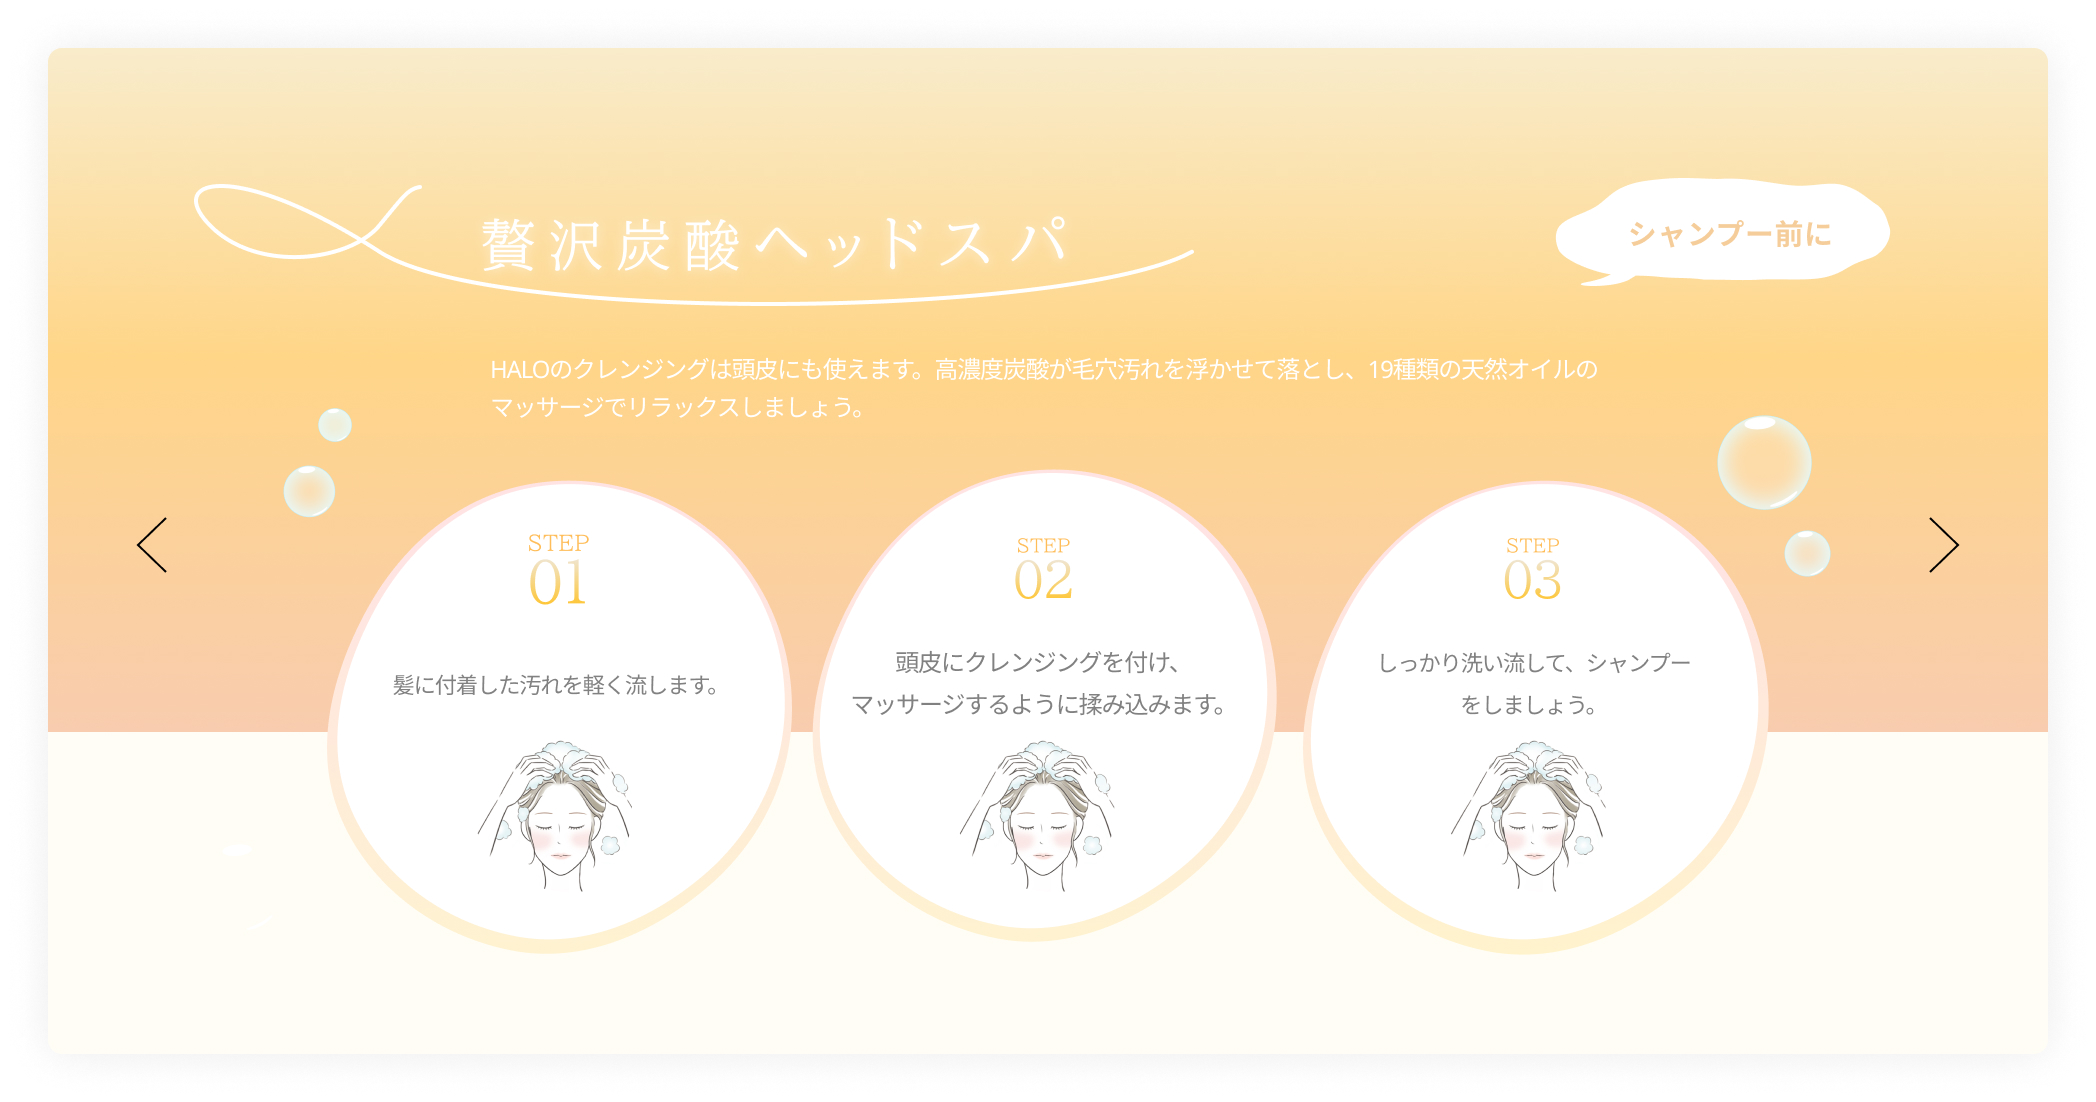 贅沢炭酸ヘッドスパ
シャンプー前に
HALOのクレンジングは頭皮にも使えます。高濃度炭酸が毛穴汚れを浮かせて落とし、19種類の天然オイルの
マッサージでリラックスしましょう。
STEP
01
髪に付着した汚れを軽く流します。
STEP
02
頭皮にクレンジングを付け、
マッサージするように揉み込みます。
STEP
03
しっかり洗い流して、シャンプー
をしましょう。